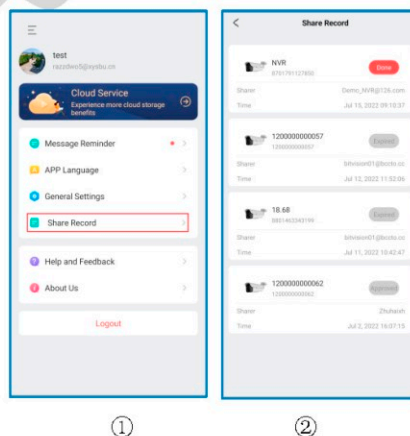 test
Cloud Service
Experience more cloud storage
benefits
Message Reminder
APP Language
General Settings
Share Record
Help and Feedback
About Us
Logout
①
Share Record
NVR
Done
Sharer
Demo_NVR@126.com
Time
Jul 15, 2022 09:10:37
1200000000057
1200000000057
Expired
Sharer
Time
Jul 12, 2022 11:52:06
18.68
Expired
Sharer
Time
Jul 11, 2022 10:42:47
1200000000062
1200000000062
Approved
Sharer
Zhuhaixh
Time
Jul 2, 2022 16:37:15
②